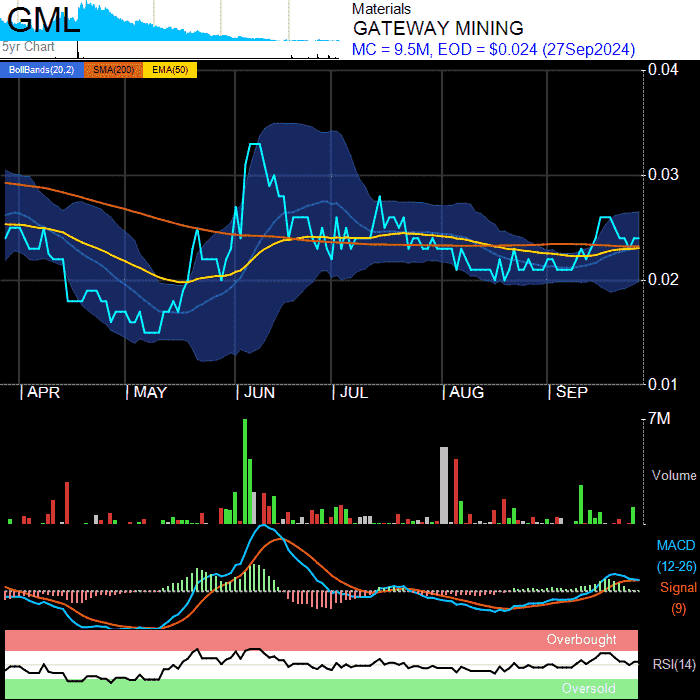 GML
5yr Chart
Materials
GATEWAY MINING
MC = 9.5M, EOD = $0.024 (27Sep2024)
BollBands(20,2) SMA(200) EMA(50)
0.04
0.03
0.02
0.01
APR MAY JUN JUL AUG SEP
7M
Volume
MACD
(12-26)
Signal
(9)
Overbought
RSI(14)
Oversold